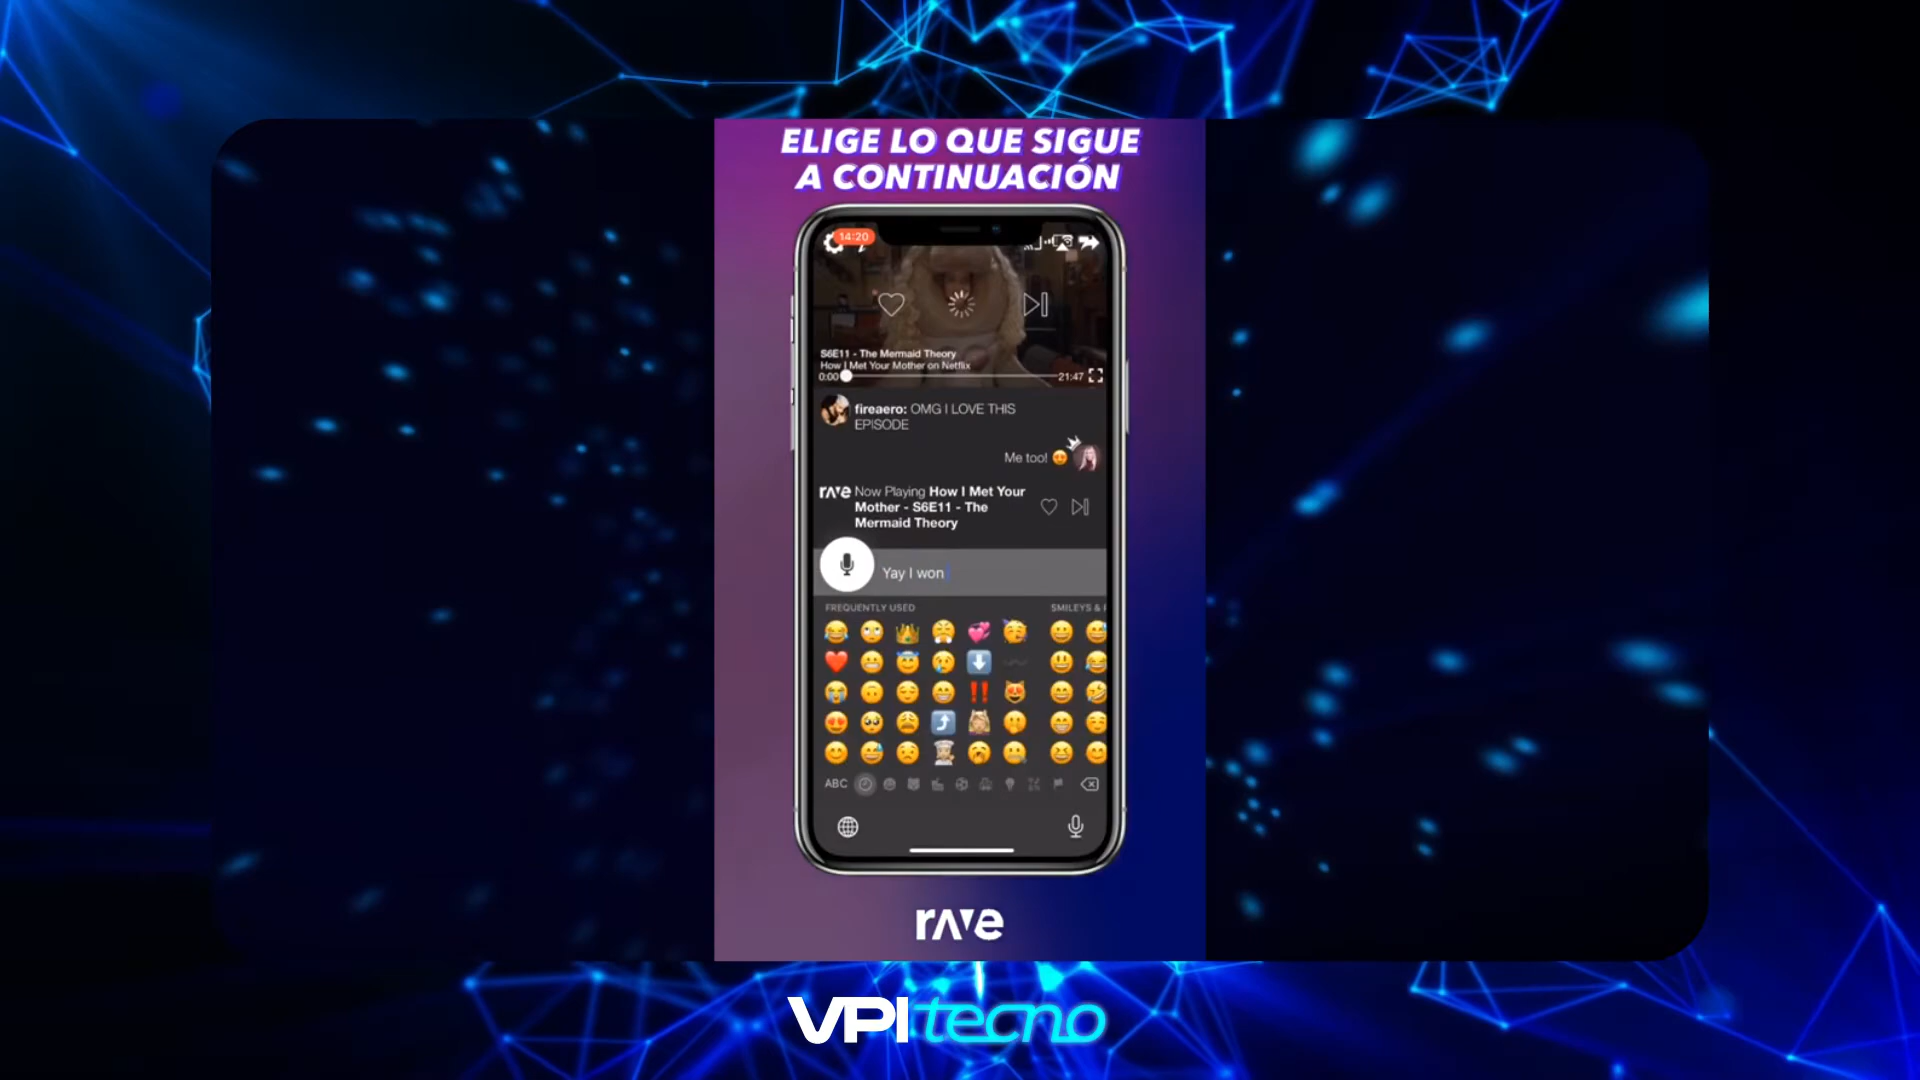 ELIGE LO QUE SIGUE
A CONTINUACIÓN
14:20
S6E11 - The Mermaid Theory
How I Met Your Mother on Netflix
0:00
21:47
fireaero: OMG I LOVE THIS
EPISODE
Me too! 😍
rave Now Playing How I Met Your
Mother - S6E11 - The
Mermaid Theory
Yay I won
FREQUENTLY USED
SMILEYS &
ABC
rave
VPItecno